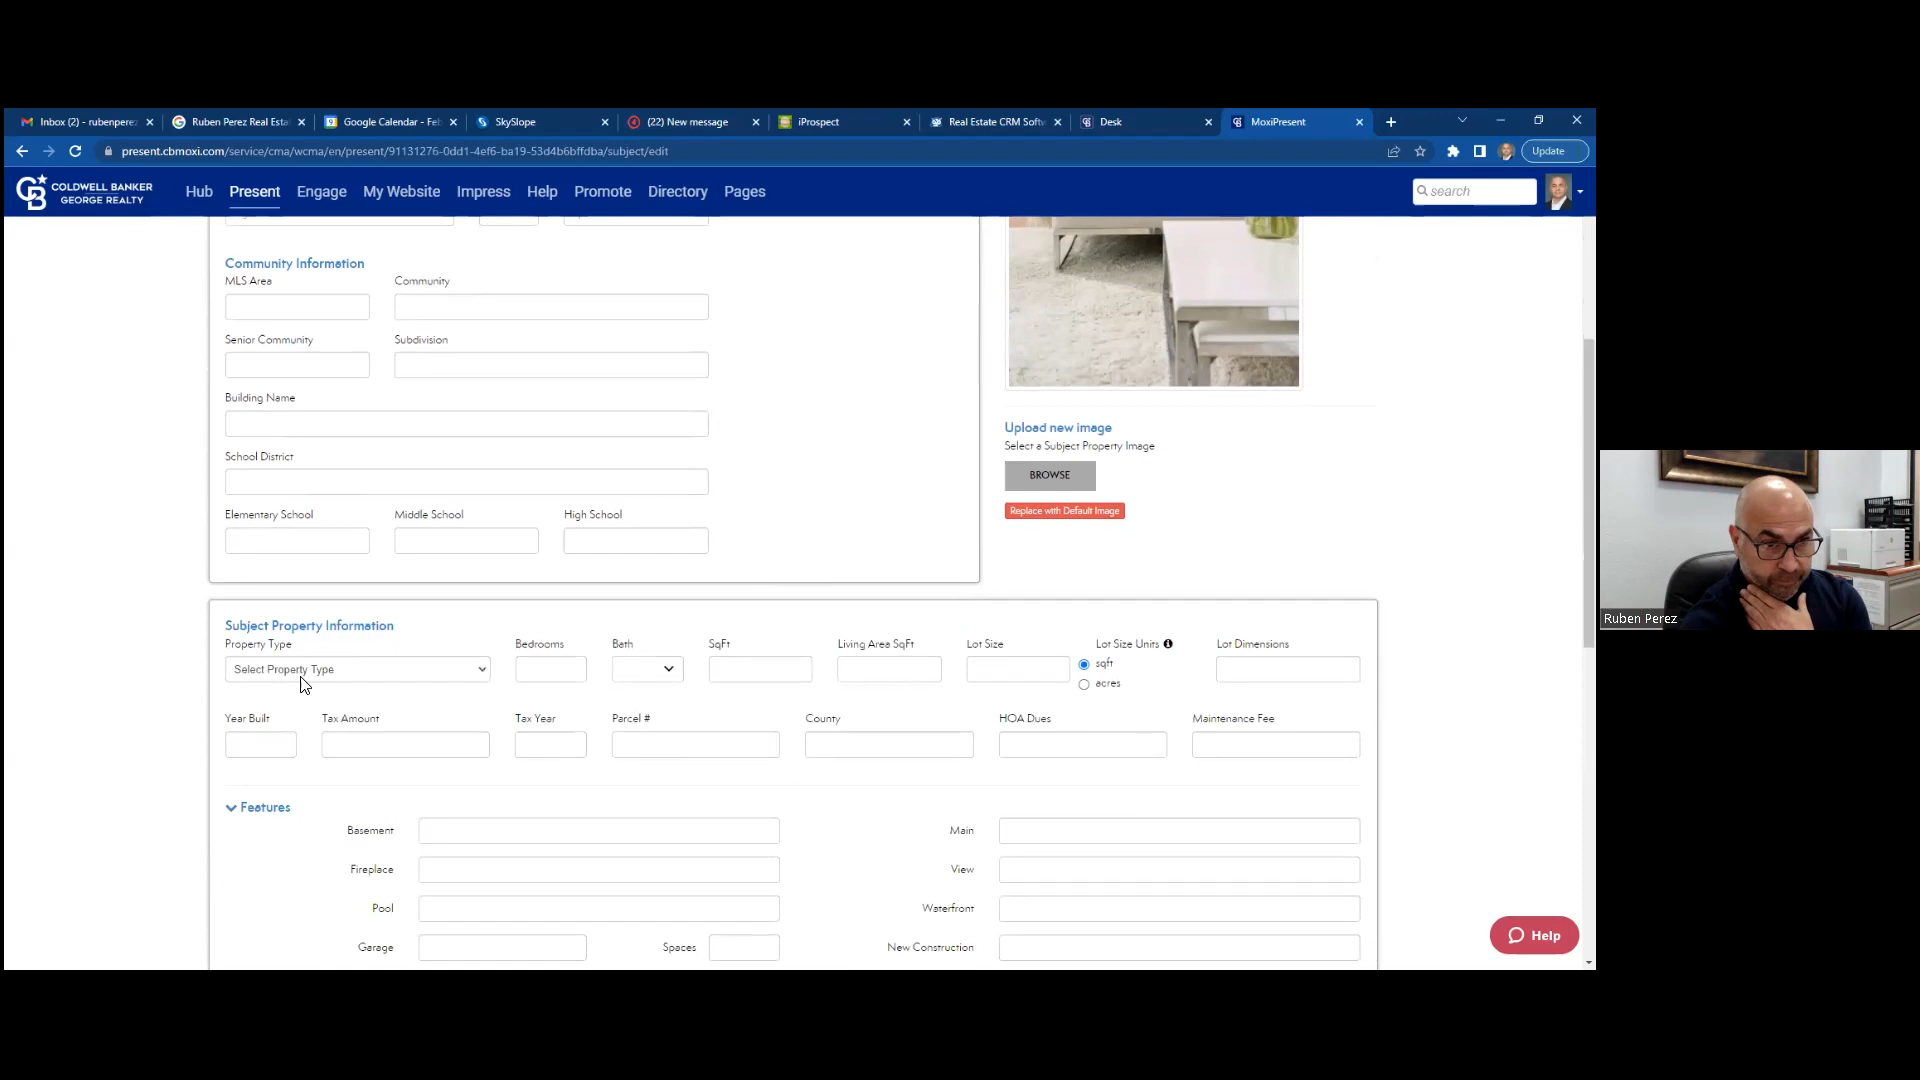 Inbox (2) - rubenperez
Ruben Perez Real Esta
Google Calendar - Feb
SkySlope
(22) New message
iProspect
Real Estate CRM Softw
Desk
MoxiPresent
present.cbmoxi.com/service/cma/wcma/en/present/91131276-0dd1-4ef6-ba19-53d4b6bffdba/subject/edit
Update
COLDWELL BANKER
GEORGE REALTY
Hub
Present
Engage
My Website
Impress
Help
Promote
Directory
Pages
search
Community Information
MLS Area
Community
Senior Community
Subdivision
Building Name
School District
Elementary School
Middle School
High School
Upload new image
Select a Subject Property Image
BROWSE
Replace with Default Image
Subject Property Information
Property Type
Bedrooms
Bath
SqFt
Living Area SqFt
Lot Size
Lot Size Units
Lot Dimensions
Select Property Type
sqft
acres
Year Built
Tax Amount
Tax Year
Parcel #
County
HOA Dues
Maintenance Fee
Features
Basement
Main
Fireplace
View
Pool
Waterfront
Garage
Spaces
New Construction
Help
Ruben Perez